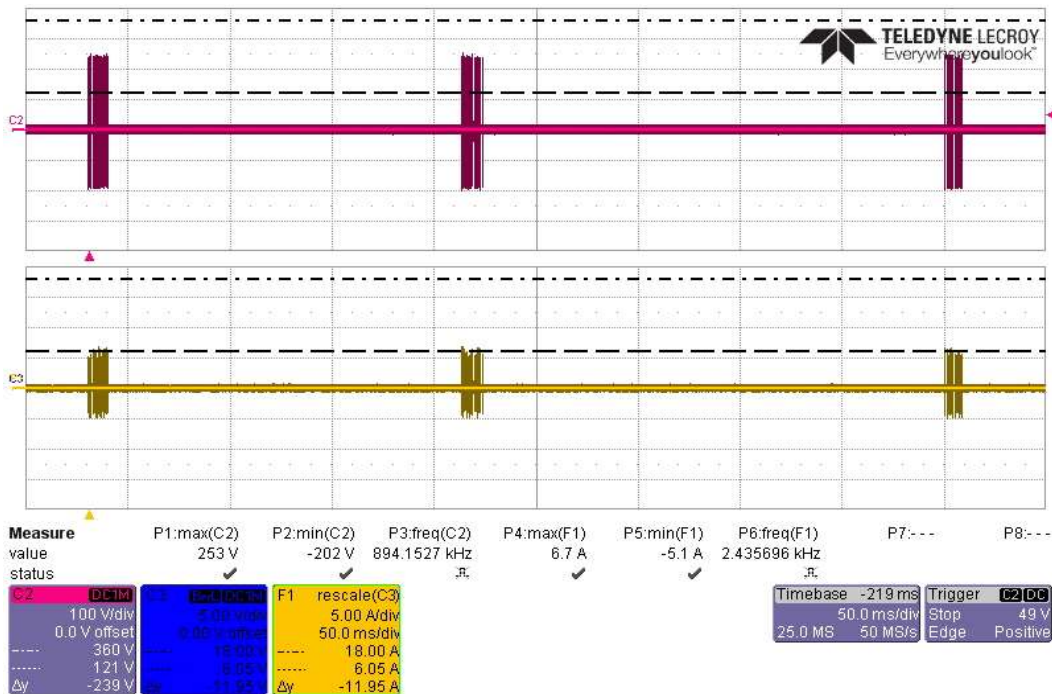 TELEDYNE LECROY
Everywhereyoulook™
C2
C3
Measure P1:max(C2) P2:min(C2) P3:freq(C2) P4:max(F1) P5:min(F1) P6:freq(F1) P7:--- P8:---
value 253 V -202 V 894.1527 kHz 6.7 A -5.1 A 2.435696 kHz
status
C2 DC1M
100 V/div
0.0 V offset
360 V
121 V
Δy -239 V
C3 BwL DC1M
5.00 V/div
0.00 V offset
18.00 V
6.05 V
Δy -11.95 V
F1 rescale(C3)
5.00 A/div
50.0 ms/div
18.00 A
6.05 A
Δy -11.95 A
Timebase -219 ms
50.0 ms/div
25.0 MS 50 MS/s
Trigger C2 DC
Stop 49 V
Edge Positive